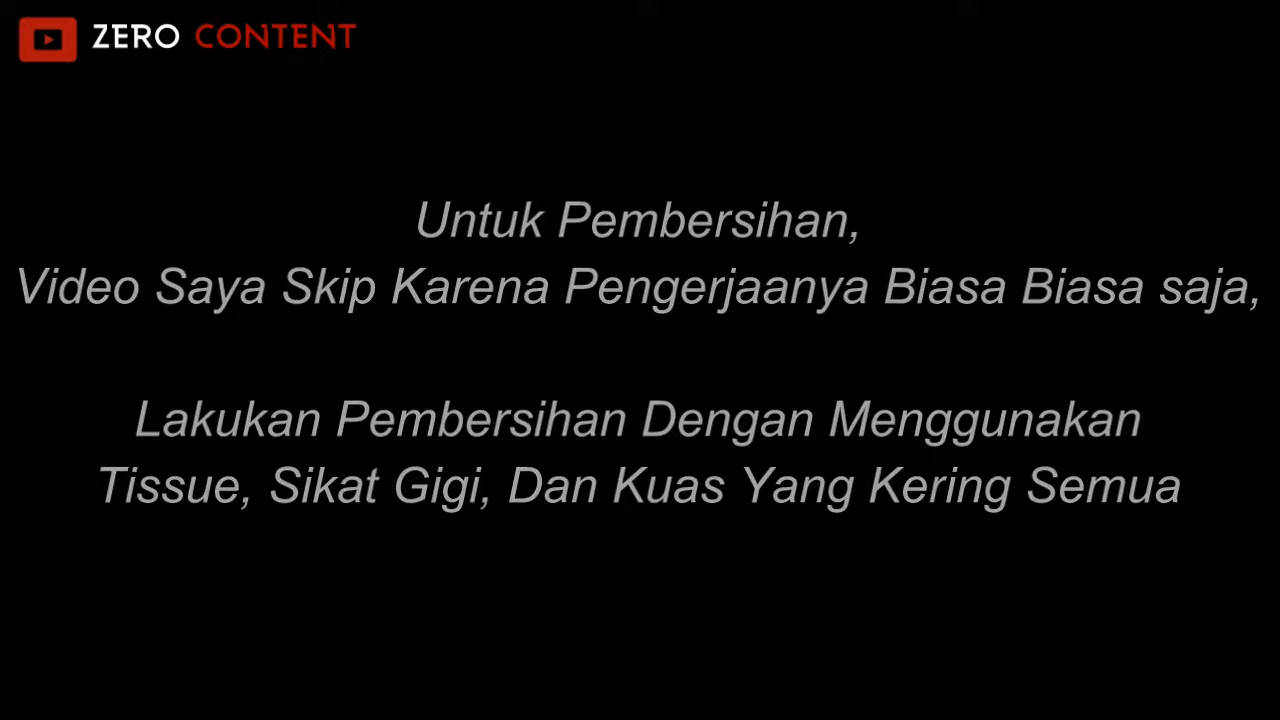 ZERO CONTENT
Untuk Pembersihan,
Video Saya Skip Karena Pengerjaanya Biasa Biasa saja,
Lakukan Pembersihan Dengan Menggunakan
Tissue, Sikat Gigi, Dan Kuas Yang Kering Semua